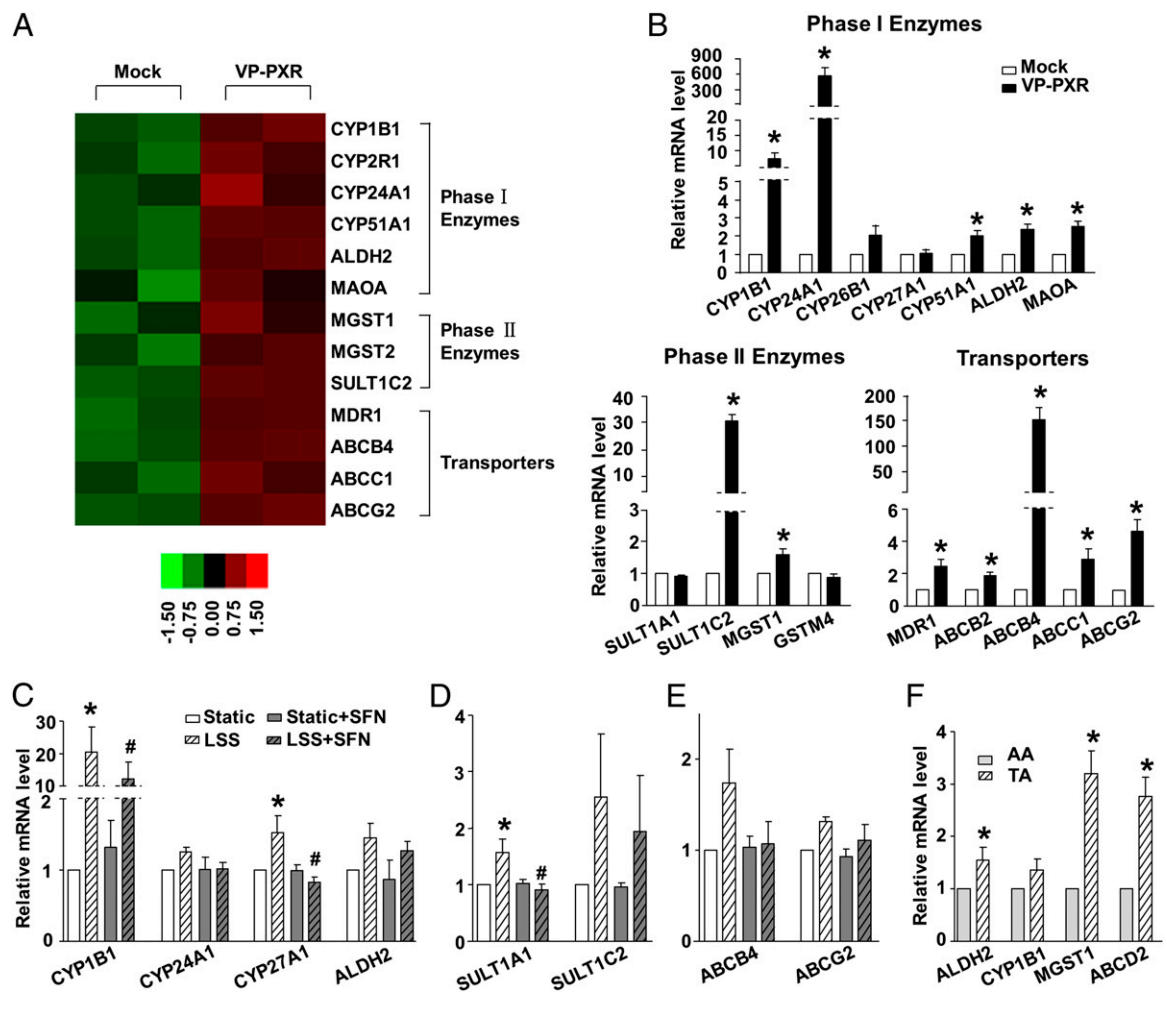 A
Mock
VP-PXR
CYP1B1
CYP2R1
CYP24A1
CYP51A1
ALDH2
MAOA
MGST1
MGST2
SULT1C2
MDR1
ABCB4
ABCC1
ABCG2
Phase Ⅰ
Enzymes
Phase Ⅱ
Enzymes
Transporters
-1.50
-0.75
0.00
0.75
1.50
B
Phase I Enzymes
Relative mRNA level
900
600
300
20
15
10
5
4
3
2
1
0
* * * * *
Mock
VP-PXR
CYP1B1
CYP24A1
CYP26B1
CYP27A1
CYP51A1
ALDH2
MAOA
Phase II Enzymes
Relative mRNA level
40
30
20
10
3
2
1
0
* *
SULT1A1
SULT1C2
MGST1
GSTM4
Transporters
200
150
100
50
6
4
2
0
* * * * *
MDR1
ABCB2
ABCB4
ABCC1
ABCG2
C
Relative mRNA level
30
20
10
2
1
0
* # * #
Static
LSS
Static+SFN
LSS+SFN
CYP1B1
CYP24A1
CYP27A1
ALDH2
D
4
3
2
1
0
* #
SULT1A1
SULT1C2
E
2
1
0
ABCB4
ABCG2
F
Relative mRNA level
4
3
2
1
0
* * *
AA
TA
ALDH2
CYP1B1
MGST1
ABCD2